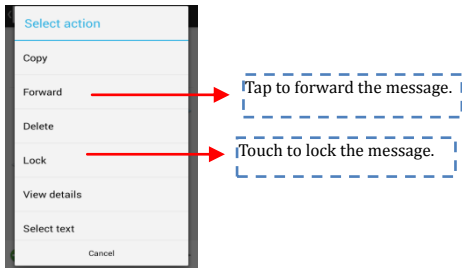 Select action
Copy
Forward
Tap to forward the message.
Delete
Touch to lock the message.
Lock
View details
Select text
Cancel